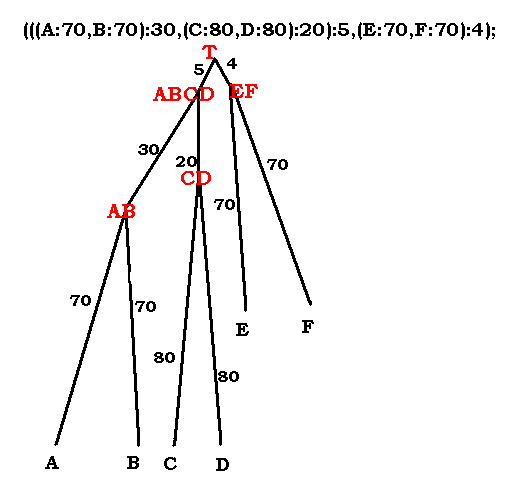 (((A:70,B:70):30,(C:80,D:80):20):5,(E:70,F:70):4);
T
5 4
ABCD EF
30 20 70
CD
70
AB
70 70
E F
80
80
A B C D